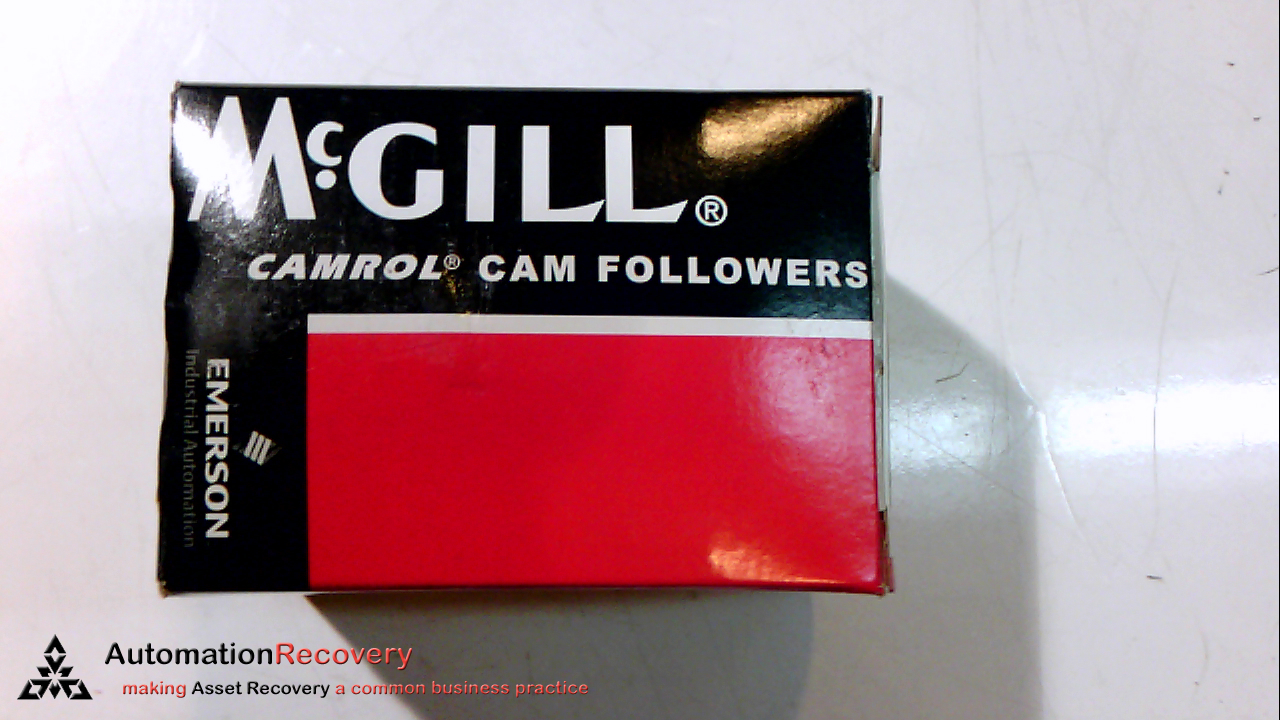 McGILL®
CAMROL® CAM FOLLOWERS
EMERSON
Industrial Automation
AutomationRecovery
making Asset Recovery a common business practice